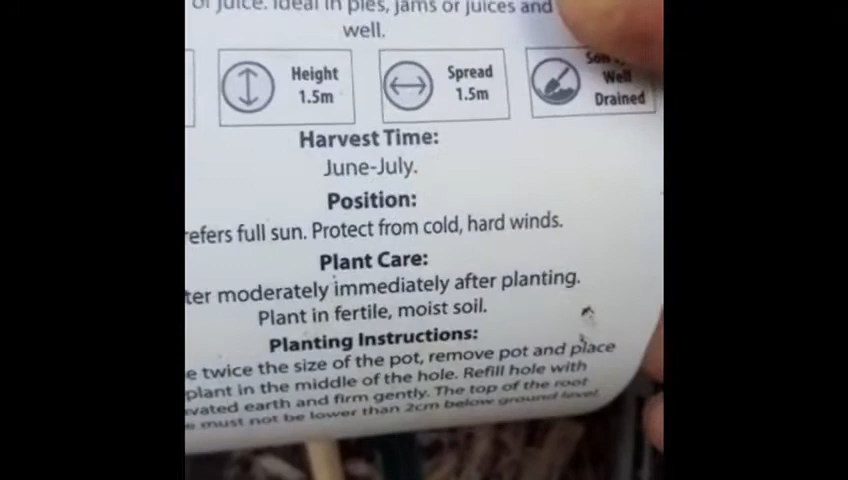 of juice. Ideal in pies, jams or juices and
well.
Height
1.5m
Spread
1.5m
Well
Drained
Harvest Time:
June-July.
Position:
refers full sun. Protect from cold, hard winds.
Plant Care:
ter moderately immediately after planting.
Plant in fertile, moist soil.
Planting Instructions:
e twice the size of the pot, remove pot and place
plant in the middle of the hole. Refill hole with
vated earth and firm gently. The top of the root
e must not be lower than 2cm below ground level